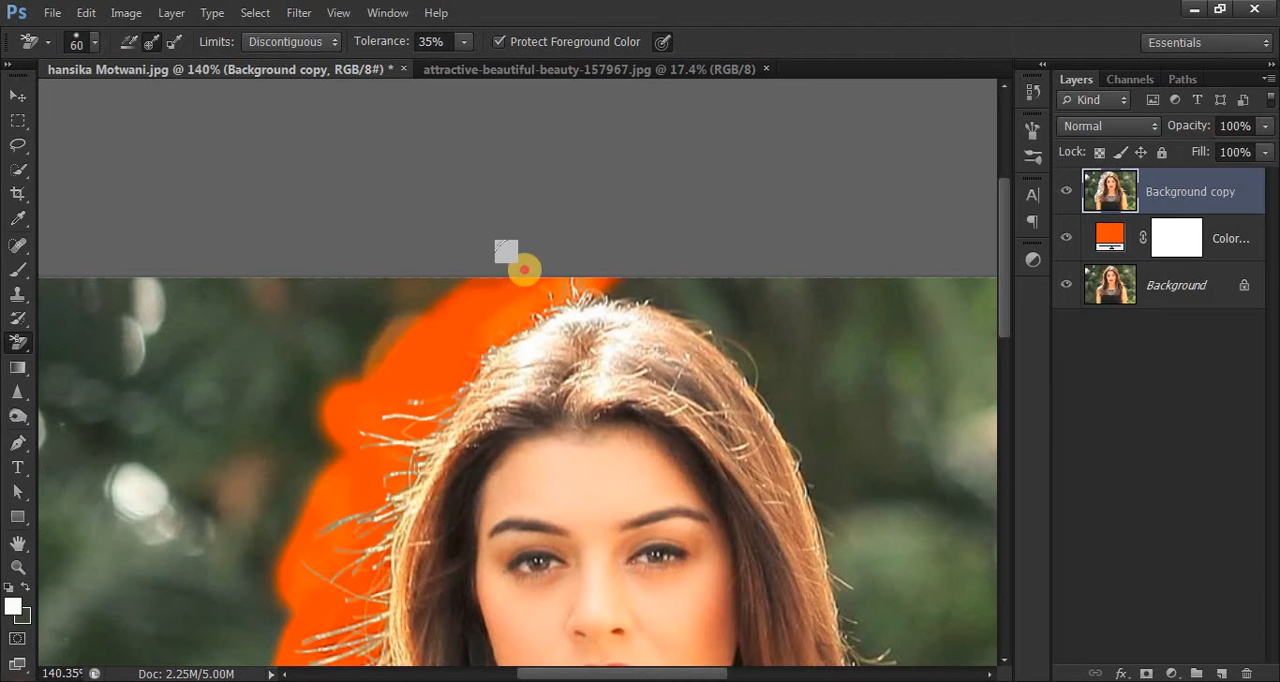 Ps File Edit Image Layer Type Select Filter View Window Help
60 Limits: Discontiguous Tolerance: 35% Protect Foreground Color Essentials
hansika Motwani.jpg @ 140% (Background copy, RGB/8#) * × attractive-beautiful-beauty-157967.jpg @ 17.4% (RGB/8) ×
Layers Channels Paths
Kind
Normal Opacity: 100%
Lock: Fill: 100%
Background copy
Color...
Background
140.35% Doc: 2.25M/5.00M